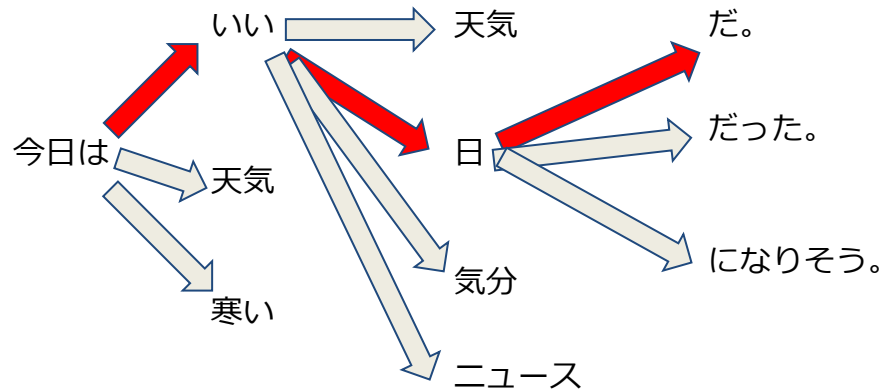 いい
天気
だ。
今日は
天気
寒い
日
だった。
になりそう。
気分
ニュース